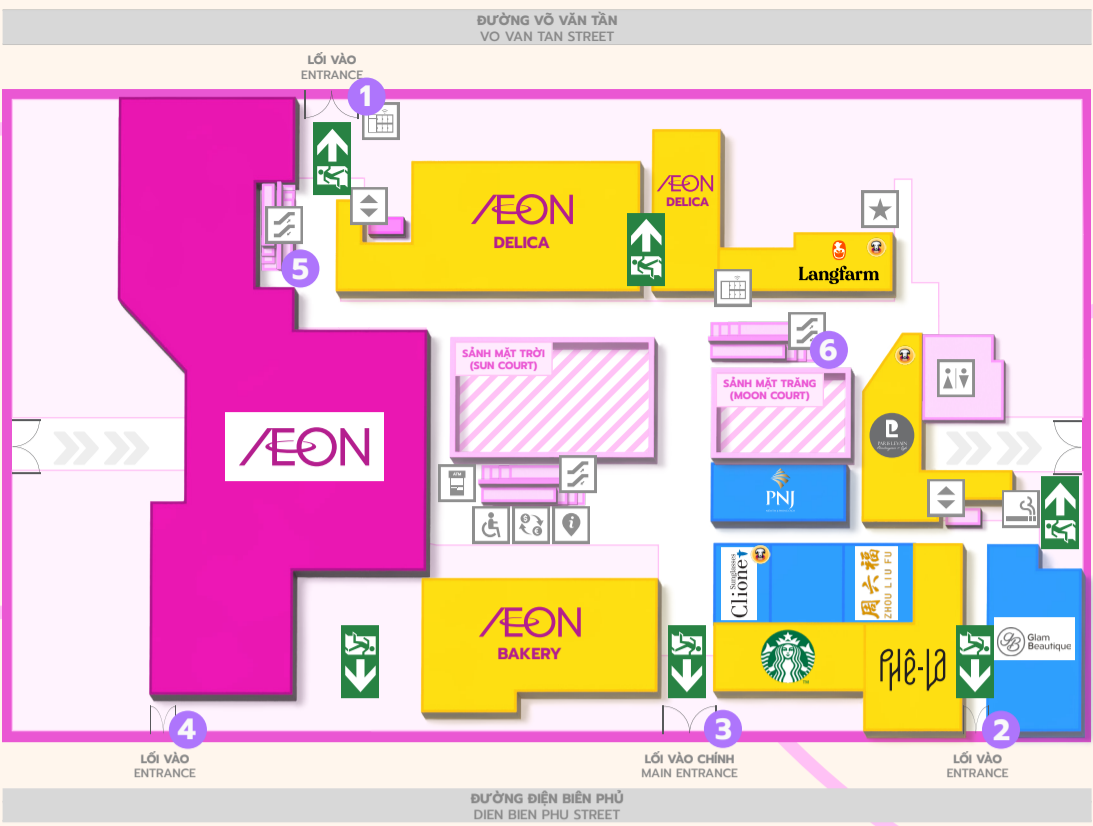 ĐƯỜNG VÕ VĂN TẦN
VO VAN TAN STREET
LỐI VÀO
ENTRANCE
1
ÆON
DELICA
ÆON
DELICA
5
Langfarm
6
SẢNH MẶT TRỜI
(SUN COURT)
SẢNH MẶT TRĂNG
(MOON COURT)
ÆON
ATM
PNJ
Clione
Sunglasses
周六福
ZHOU LIU FU
ÆON
BAKERY
PHÊ-LA
GB
Glam
Beautique
4
3
2
LỐI VÀO
ENTRANCE
LỐI VÀO CHÍNH
MAIN ENTRANCE
LỐI VÀO
ENTRANCE
ĐƯỜNG ĐIỆN BIÊN PHỦ
DIEN BIEN PHU STREET